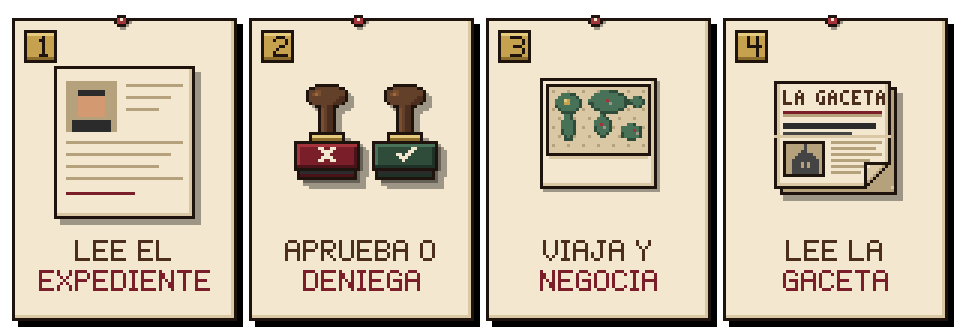 1
LEE EL
EXPEDIENTE
2
APRUEBA O
DENIEGA
3
VIAJA Y
NEGOCIA
4
LA GACETA
LEE LA
GACETA